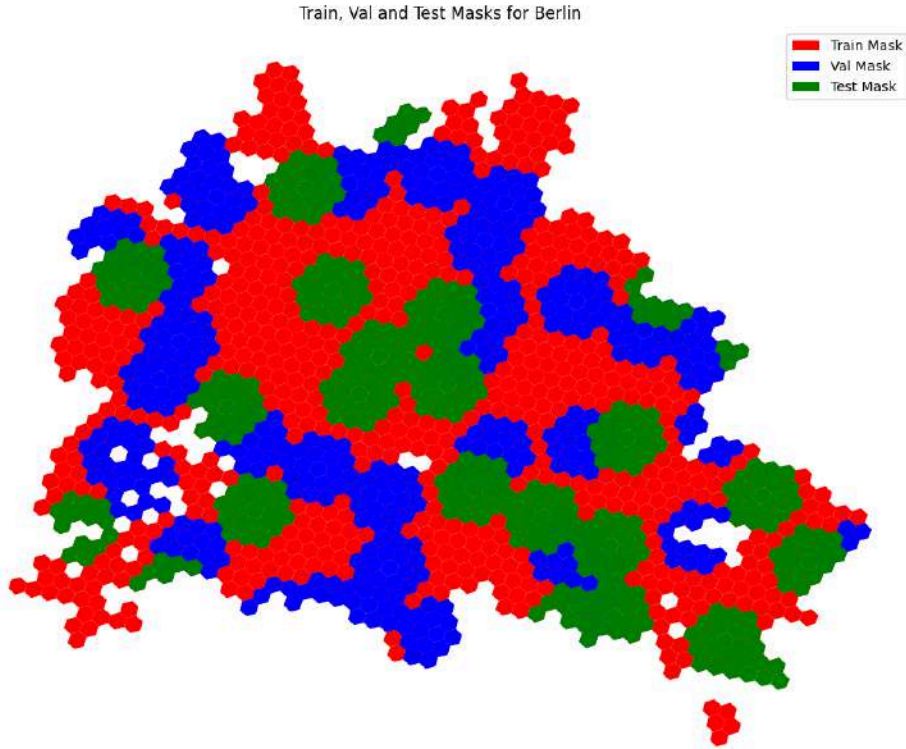 Train, Val and Test Masks for Berlin
Train Mask
Val Mask
Test Mask